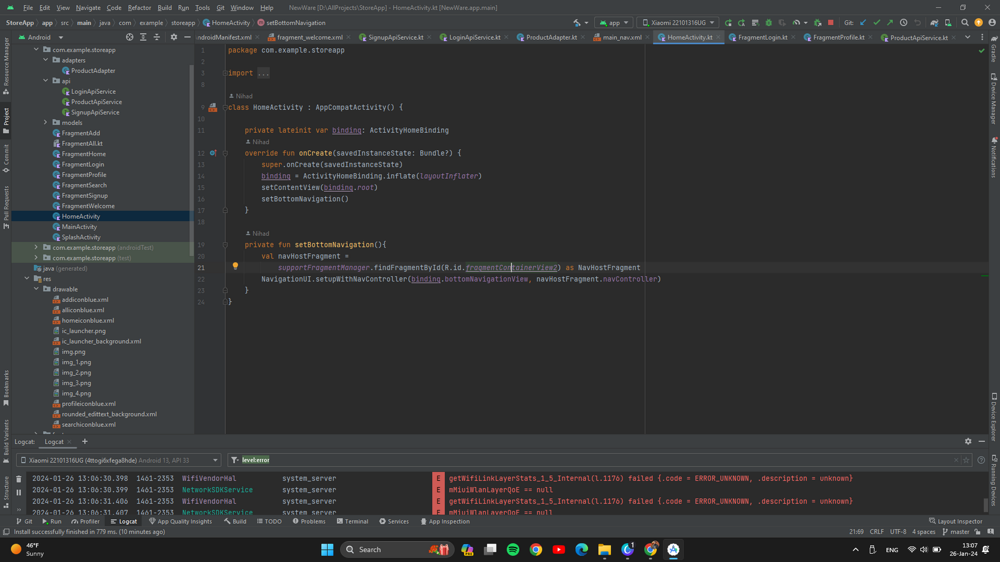 File Edit View Navigate Code Refactor Build Run Tools Git Window Help NewWare [D:\AllProjects\StoreApp] - HomeActivity.kt [NewWare.app.main]
StoreApp app src main java com example storeapp HomeActivity setBottomNavigation app Xiaomi 22101316UG Git:
Android
ndroidManifest.xml fragment_welcome.xml SignupApiService.kt LoginApiService.kt ProductAdapter.kt main_nav.xml HomeActivity.kt FragmentLogin.kt FragmentProfile.kt ProductApiService.kt
Resource Manager
Project
Commit
Pull Requests
Bookmarks
Build Variants
Structure
com.example.storeapp
adapters
ProductAdapter
api
LoginApiService
ProductApiService
SignupApiService
models
FragmentAdd
FragmentAll.kt
FragmentHome
FragmentLogin
FragmentProfile
FragmentSearch
FragmentSignup
FragmentWelcome
HomeActivity
MainActivity
SplashActivity
com.example.storeapp (androidTest)
com.example.storeapp (test)
java (generated)
res
drawable
addiconblue.xml
alliconblue.xml
homeiconblue.xml
ic_launcher.png
ic_launcher_background.xml
img.png
img_1.png
img_2.png
img_3.png
img_4.png
profileiconblue.xml
rounded_edittext_background.xml
searchiconblue.xml
1 package com.example.storeapp
2
3 import ...
8
Nihad
9 class HomeActivity : AppCompatActivity() {
10
11 private lateinit var binding: ActivityHomeBinding
Nihad
12 override fun onCreate(savedInstanceState: Bundle?) {
13 super.onCreate(savedInstanceState)
14 binding = ActivityHomeBinding.inflate(layoutInflater)
15 setContentView(binding.root)
16 setBottomNavigation()
17 }
18
Nihad
19 private fun setBottomNavigation(){
20 val navHostFragment =
21 supportFragmentManager.findFragmentById(R.id.fragmentContainerView2) as NavHostFragment
22 NavigationUI.setupWithNavController(binding.bottomNavigationView, navHostFragment.navController)
23 }
24 }
Gradle
Device Manager
Notifications
Device Explorer
Running Devices
Logcat: Logcat
Xiaomi 22101316UG (4ttogi6xfega8hde) Android 13, API 33 level:error
2024-01-26 13:06:30.398 1461-2353 WifiVendorHal system_server E getWifiLinkLayerStats_1_5_Internal(l.1176) failed {.code = ERROR_UNKNOWN, .description = unknown}
2024-01-26 13:06:30.399 1461-2353 NetworkSDKService system_server E mMiuiWlanLayerQoE == null
2024-01-26 13:06:31.406 1461-2353 WifiVendorHal system_server E getWifiLinkLayerStats_1_5_Internal(l.1176) failed {.code = ERROR_UNKNOWN, .description = unknown}
2024-01-26 13:06:31.407 1461-2353 NetworkSDKService system_server E mMiuiWlanLayerQoE == null
Git Run Profiler Logcat App Quality Insights Build TODO Problems Terminal Services App Inspection Layout Inspector
Install successfully finished in 779 ms. (10 minutes ago) 21:69 CRLF UTF-8 4 spaces master
46°F
Sunny
Search
PRE
1
ENG
13:07
26-Jan-24